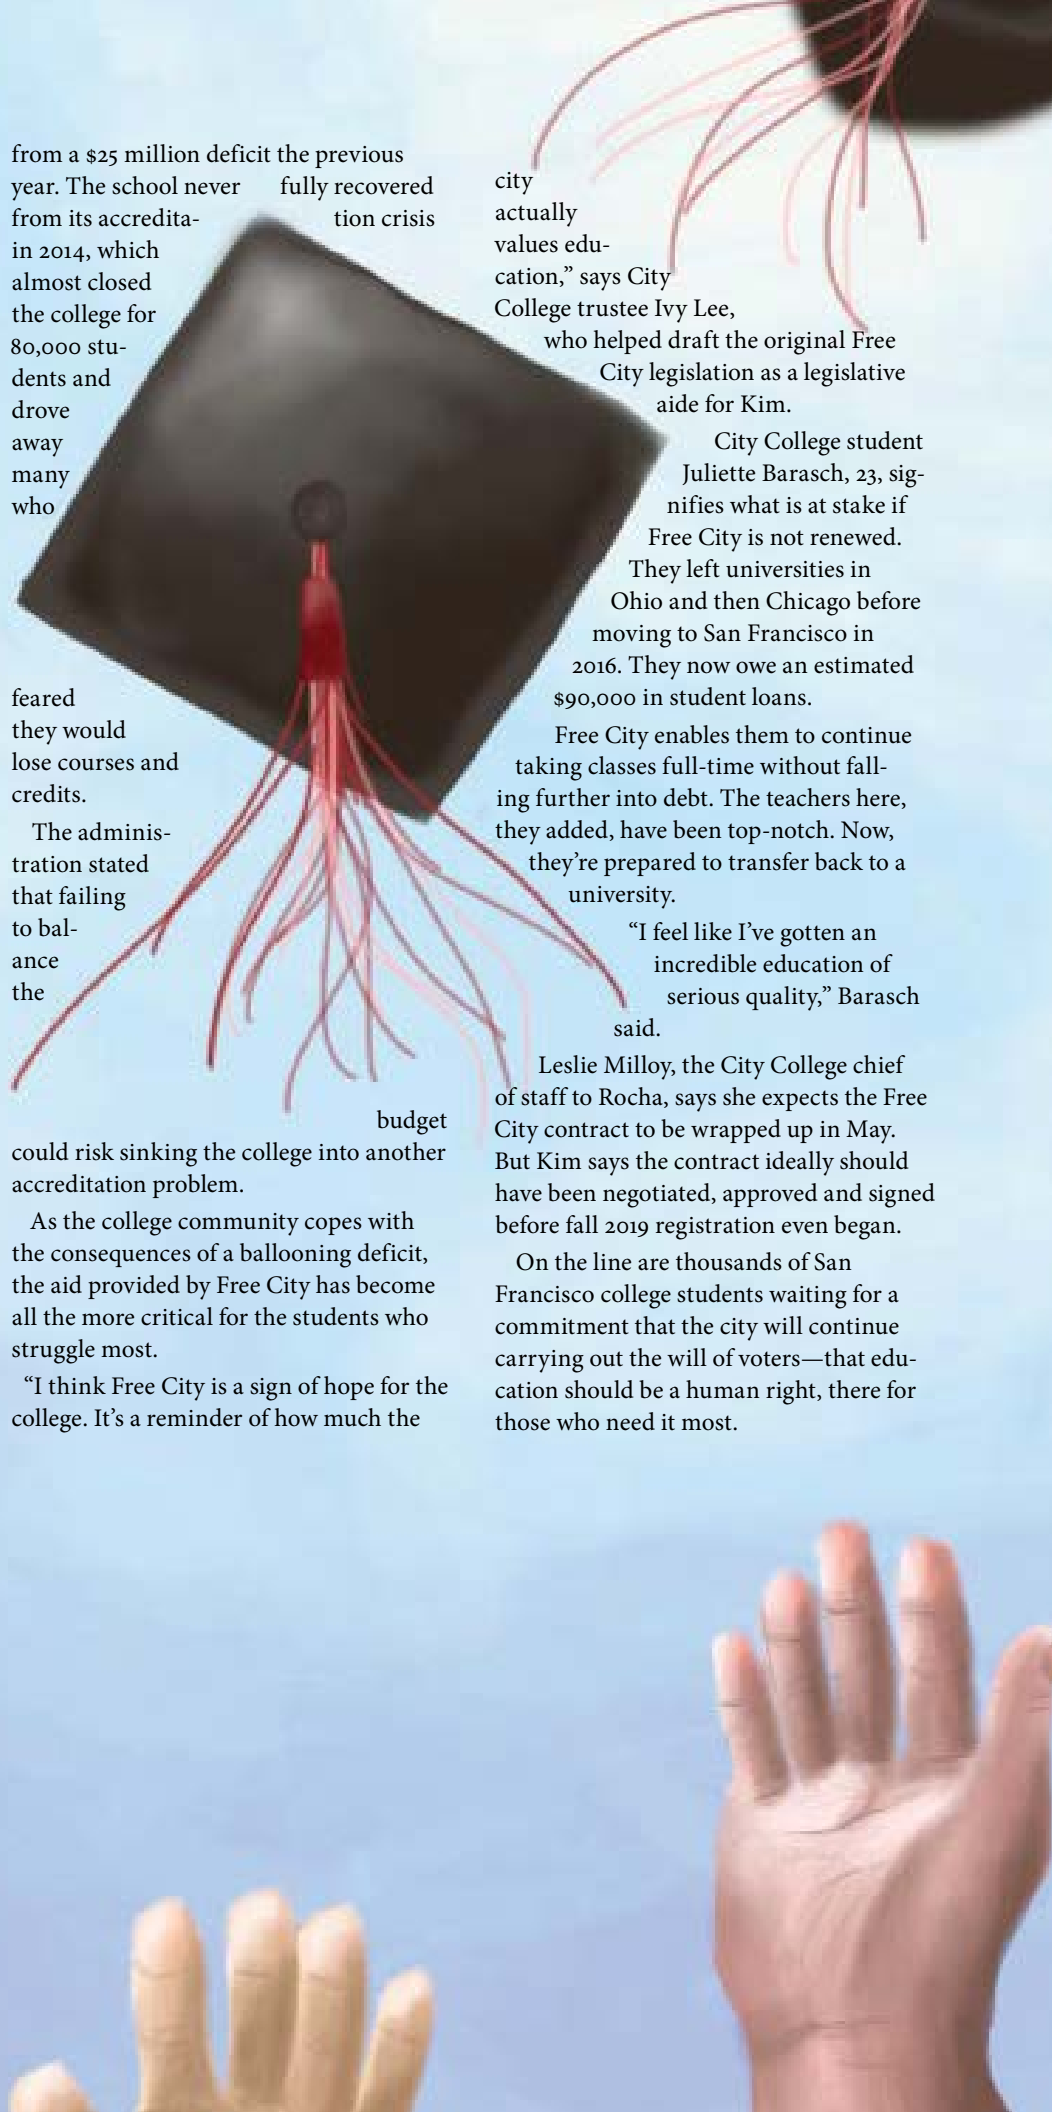 from a $25 million deficit the previous
year. The school never fully recovered
from its accredita- tion crisis
in 2014, which
almost closed
the college for
80,000 stu-
dents and
drove
away
many
who
feared
they would
lose courses and
credits.
The adminis-
tration stated
that failing
to bal-
ance
the
budget
could risk sinking the college into another
accreditation problem.
As the college community copes with
the consequences of a ballooning deficit,
the aid provided by Free City has become
all the more critical for the students who
struggle most.
“I think Free City is a sign of hope for the
college. It’s a reminder of how much the
city
actually
values edu-
cation,” says City
College trustee Ivy Lee,
who helped draft the original Free
City legislation as a legislative
aide for Kim.
City College student
Juliette Barasch, 23, sig-
nifies what is at stake if
Free City is not renewed.
They left universities in
Ohio and then Chicago before
moving to San Francisco in
2016. They now owe an estimated
$90,000 in student loans.
Free City enables them to continue
taking classes full-time without fall-
ing further into debt. The teachers here,
they added, have been top-notch. Now,
they’re prepared to transfer back to a
university.
“I feel like I’ve gotten an
incredible education of
serious quality,” Barasch
said.
Leslie Milloy, the City College chief
of staff to Rocha, says she expects the Free
City contract to be wrapped up in May.
But Kim says the contract ideally should
have been negotiated, approved and signed
before fall 2019 registration even began.
On the line are thousands of San
Francisco college students waiting for a
commitment that the city will continue
carrying out the will of voters—that edu-
cation should be a human right, there for
those who need it most.